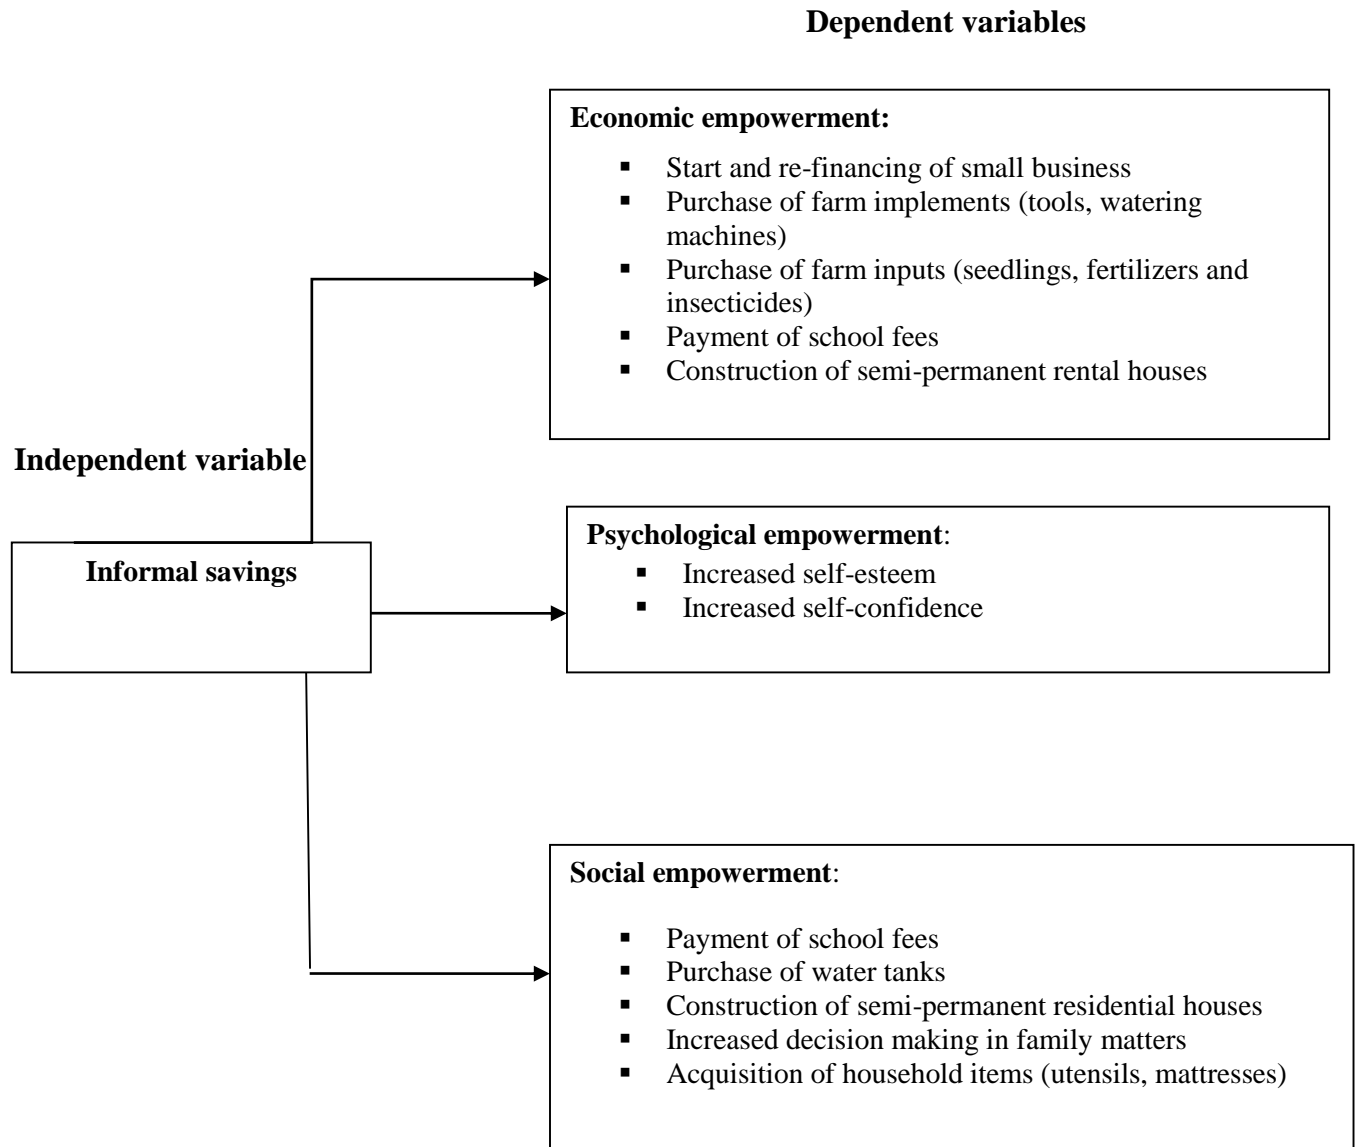 Dependent variables
Economic empowerment:
▪ Start and re-financing of small business
▪ Purchase of farm implements (tools, watering
machines)
▪ Purchase of farm inputs (seedlings, fertilizers and
insecticides)
▪ Payment of school fees
▪ Construction of semi-permanent rental houses
Independent variable
Informal savings
Psychological empowerment:
▪ Increased self-esteem
▪ Increased self-confidence
Social empowerment:
▪ Payment of school fees
▪ Purchase of water tanks
▪ Construction of semi-permanent residential houses
▪ Increased decision making in family matters
▪ Acquisition of household items (utensils, mattresses)